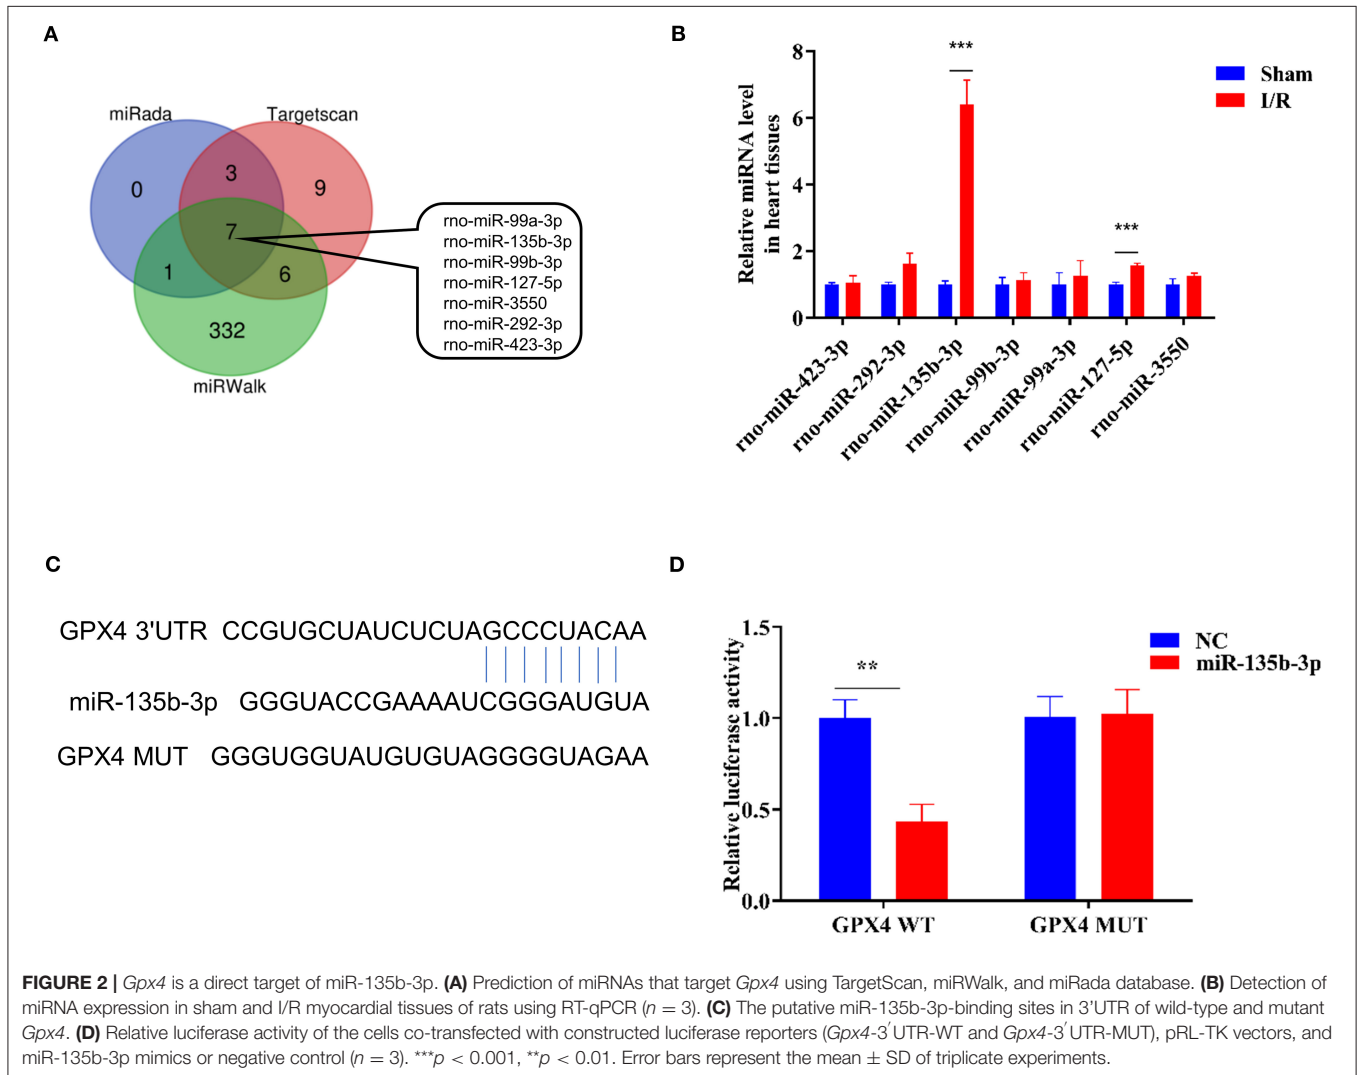 A
miRada
Targetscan
0
3
9
7
1
6
332
miRWalk
rno-miR-99a-3p
rno-miR-135b-3p
rno-miR-99b-3p
rno-miR-127-5p
rno-miR-3550
rno-miR-292-3p
rno-miR-423-3p
B
Relative miRNA level
in heart tissues
8
6
4
2
0
***
***
Sham
I/R
rno-miR-423-3p
rno-miR-292-3p
rno-miR-135b-3p
rno-miR-99b-3p
rno-miR-99a-3p
rno-miR-127-5p
rno-miR-3550
C
GPX4 3'UTR CCGUGCUAUCUCUAGCCCUACAA
miR-135b-3p GGGUACCGAAAAUCGGGAUGUA
GPX4 MUT GGGUGGUAUGUGUAGGGGUAGAA
D
Relative luciferase activity
1.5
1.0
0.5
0.0
**
NC
miR-135b-3p
GPX4 WT
GPX4 MUT
FIGURE 2 | Gpx4 is a direct target of miR-135b-3p. (A) Prediction of miRNAs that target Gpx4 using TargetScan, miRWalk, and miRada database. (B) Detection of
miRNA expression in sham and I/R myocardial tissues of rats using RT-qPCR (n = 3). (C) The putative miR-135b-3p-binding sites in 3'UTR of wild-type and mutant
Gpx4. (D) Relative luciferase activity of the cells co-transfected with constructed luciferase reporters (Gpx4-3′UTR-WT and Gpx4-3′UTR-MUT), pRL-TK vectors, and
miR-135b-3p mimics or negative control (n = 3). ***p < 0.001, **p < 0.01. Error bars represent the mean ± SD of triplicate experiments.